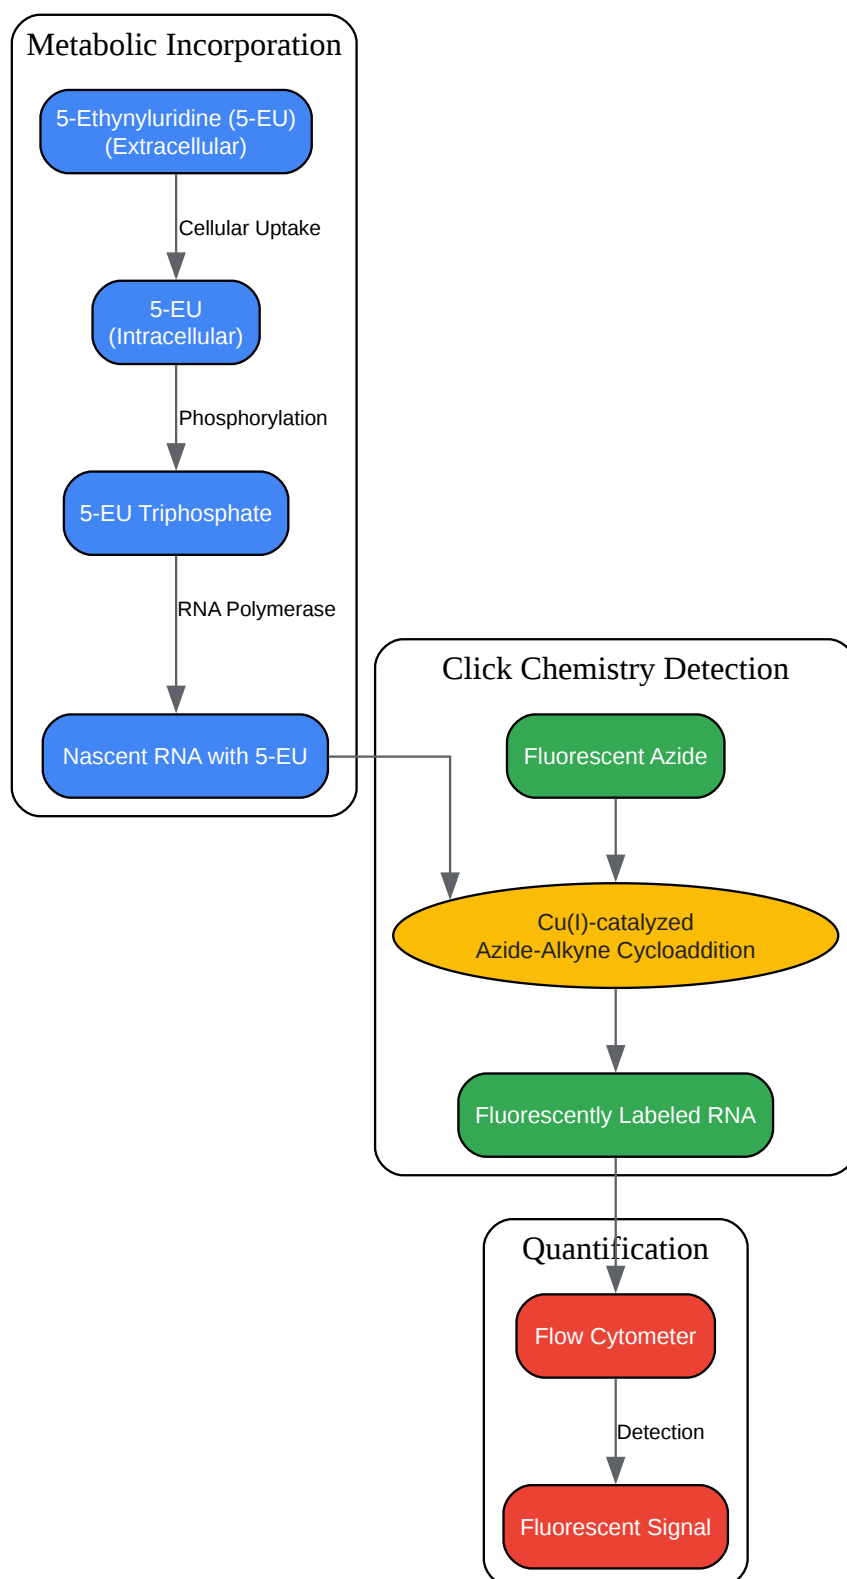 Metabolic Incorporation
5-Ethynyluridine (5-EU)
(Extracellular)
Cellular Uptake
5-EU
(Intracellular)
Phosphorylation
5-EU Triphosphate
RNA Polymerase
Nascent RNA with 5-EU
Click Chemistry Detection
Fluorescent Azide
Cu(I)-catalyzed
Azide-Alkyne Cycloaddition
Fluorescently Labeled RNA
Quantification
Flow Cytometer
Detection
Fluorescent Signal